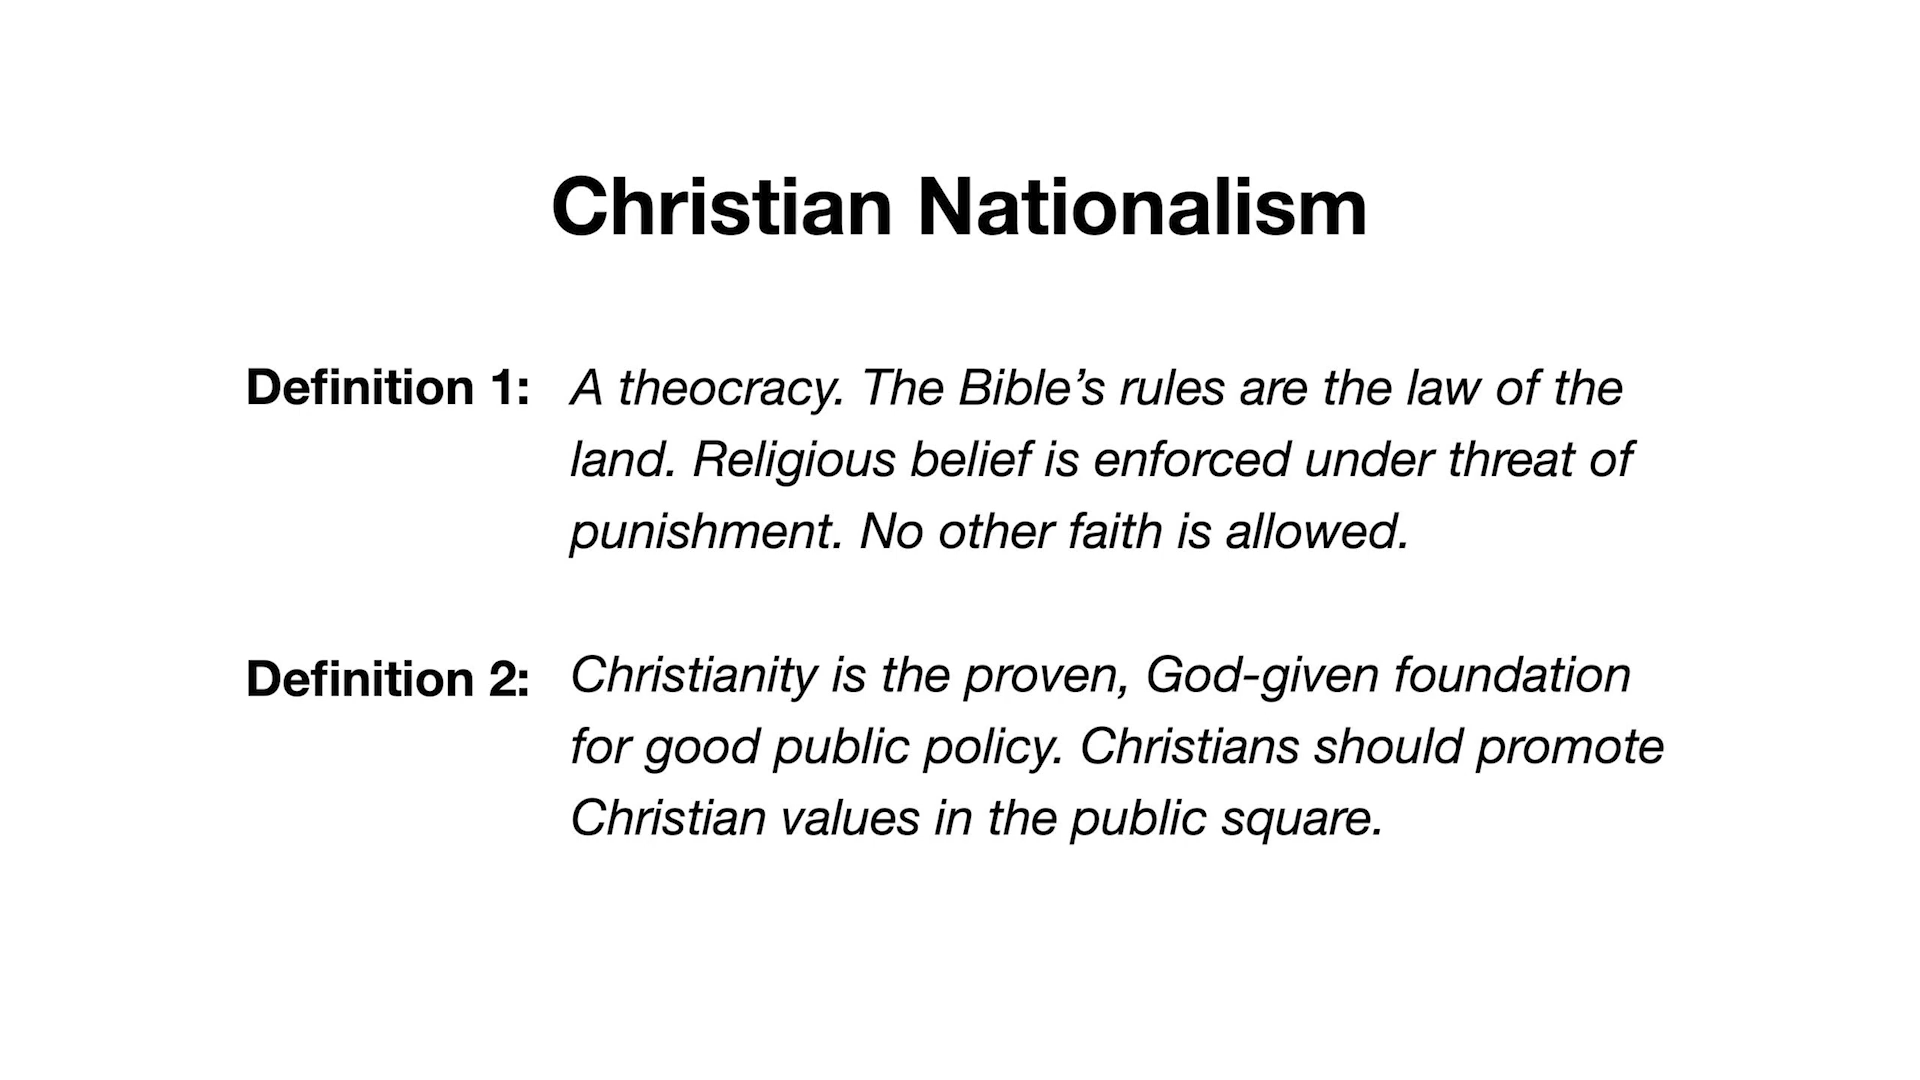 Christian Nationalism
Definition 1: A theocracy. The Bible’s rules are the law of the
land. Religious belief is enforced under threat of
punishment. No other faith is allowed.
Definition 2: Christianity is the proven, God-given foundation
for good public policy. Christians should promote
Christian values in the public square.